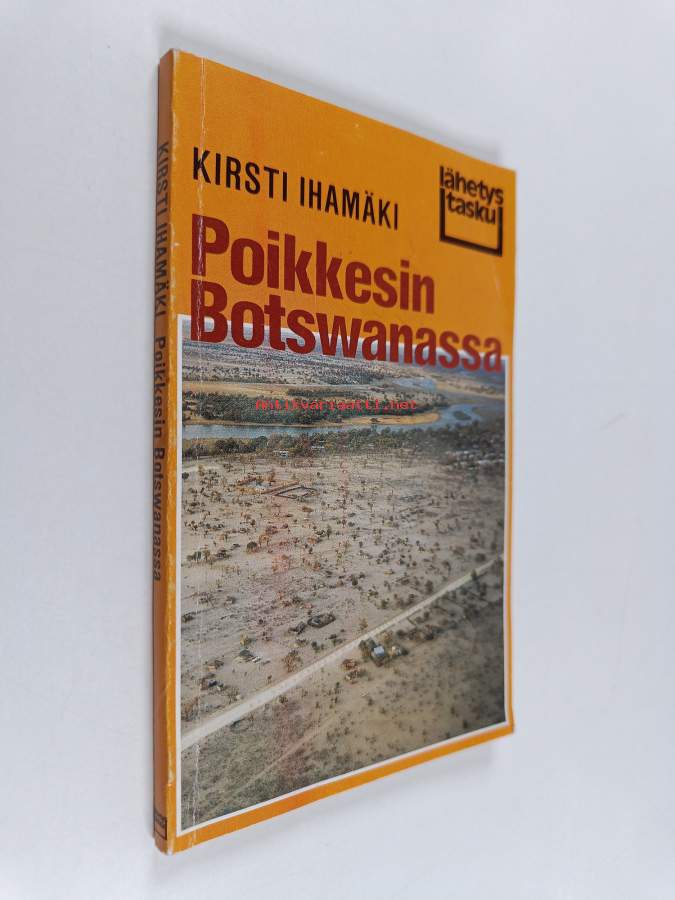 KIRSTI IHAMÄKI
lähetys
tasku
Poikkesin
Botswanassa
antikvariaatti.net
KIRSTI IHAMÄKI Poikkesin Botswanassa